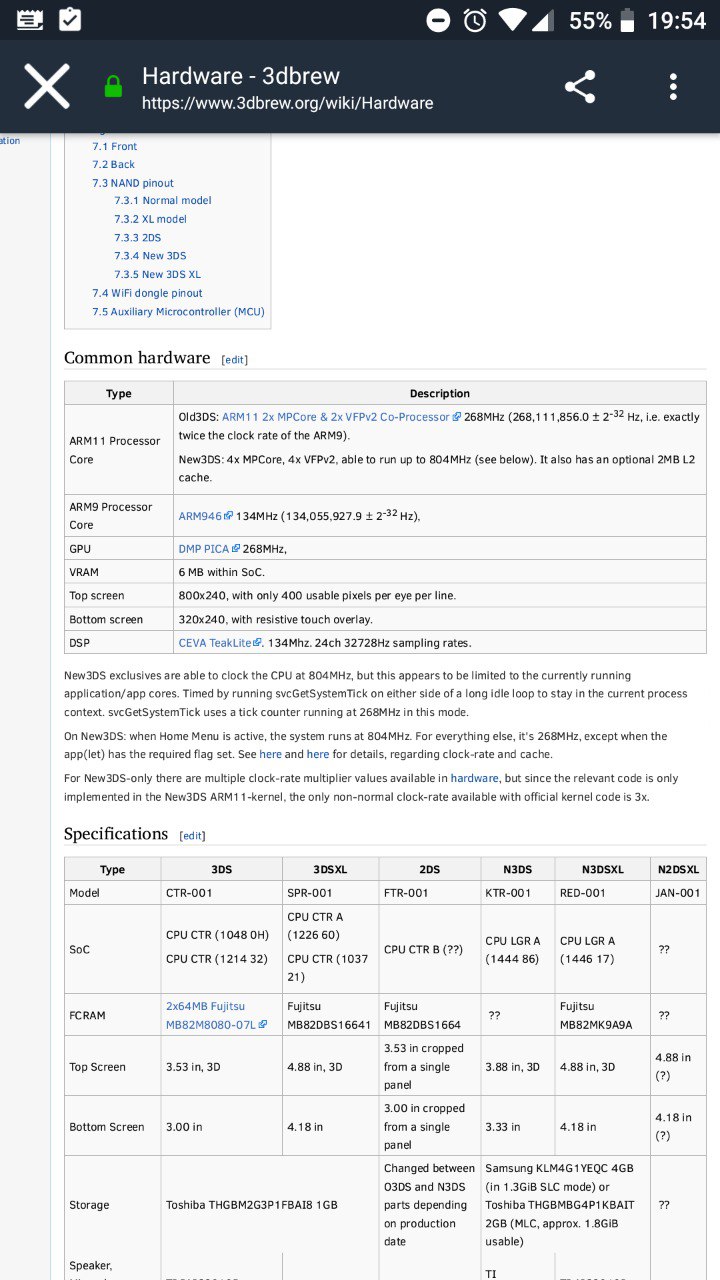 55% 19:54
Hardware - 3dbrew
https://www.3dbrew.org/wiki/Hardware
ation
7.1 Front
7.2 Back
7.3 NAND pinout
7.3.1 Normal model
7.3.2 XL model
7.3.3 2DS
7.3.4 New 3DS
7.3.5 New 3DS XL
7.4 WiFi dongle pinout
7.5 Auxiliary Microcontroller (MCU)
Common hardware [edit]
Type Description
ARM11 Processor
Core
Old3DS: ARM11 2x MPCore & 2x VFPv2 Co-Processor 268MHz (268,111,856.0 ± 2^-32 Hz, i.e. exactly
twice the clock rate of the ARM9).
New3DS: 4x MPCore, 4x VFPv2, able to run up to 804MHz (see below). It also has an optional 2MB L2
cache.
ARM9 Processor
Core
ARM946 134MHz (134,055,927.9 ± 2^-32 Hz),
GPU DMP PICA 268MHz,
VRAM 6 MB within SoC.
Top screen 800x240, with only 400 usable pixels per eye per line.
Bottom screen 320x240, with resistive touch overlay.
DSP CEVA TeakLite. 134Mhz. 24ch 32728Hz sampling rates.
New3DS exclusives are able to clock the CPU at 804MHz, but this appears to be limited to the currently running
application/app cores. Timed by running svcGetSystemTick on either side of a long idle loop to stay in the current process
context. svcGetSystemTick uses a tick counter running at 268MHz in this mode.
On New3DS: when Home Menu is active, the system runs at 804MHz. For everything else, it's 268MHz, except when the
app(let) has the required flag set. See here and here for details, regarding clock-rate and cache.
For New3DS-only there are multiple clock-rate multiplier values available in hardware, but since the relevant code is only
implemented in the New3DS ARM11-kernel, the only non-normal clock-rate available with official kernel code is 3x.
Specifications [edit]
Type 3DS 3DSXL 2DS N3DS N3DSXL N2DSXL
Model CTR-001 SPR-001 FTR-001 KTR-001 RED-001 JAN-001
SoC
CPU CTR (1048 0H)
CPU CTR (1214 32)
CPU CTR A
(1226 60)
CPU CTR (1037
21)
CPU CTR B (??)
CPU LGR A
(1444 86)
CPU LGR A
(1446 17)
??
FCRAM
2x64MB Fujitsu
MB82M8080-07L
Fujitsu
MB82DBS16641
Fujitsu
MB82DBS1664
??
Fujitsu
MB82MK9A9A
??
Top Screen
3.53 in, 3D
4.88 in, 3D
3.53 in cropped
from a single
panel
3.88 in, 3D
4.88 in, 3D
4.88 in
(?)
Bottom Screen
3.00 in
4.18 in
3.00 in cropped
from a single
panel
3.33 in
4.18 in
4.18 in
(?)
Storage
Toshiba THGBM2G3P1FBAI8 1GB
Changed between
O3DS and N3DS
parts depending
on production
date
Samsung KLM4G1YEQC 4GB
(in 1.3GiB SLC mode) or
Toshiba THGBMBG4P1KBAIT
2GB (MLC, approx. 1.8GiB
usable)
??
Speaker,
TI